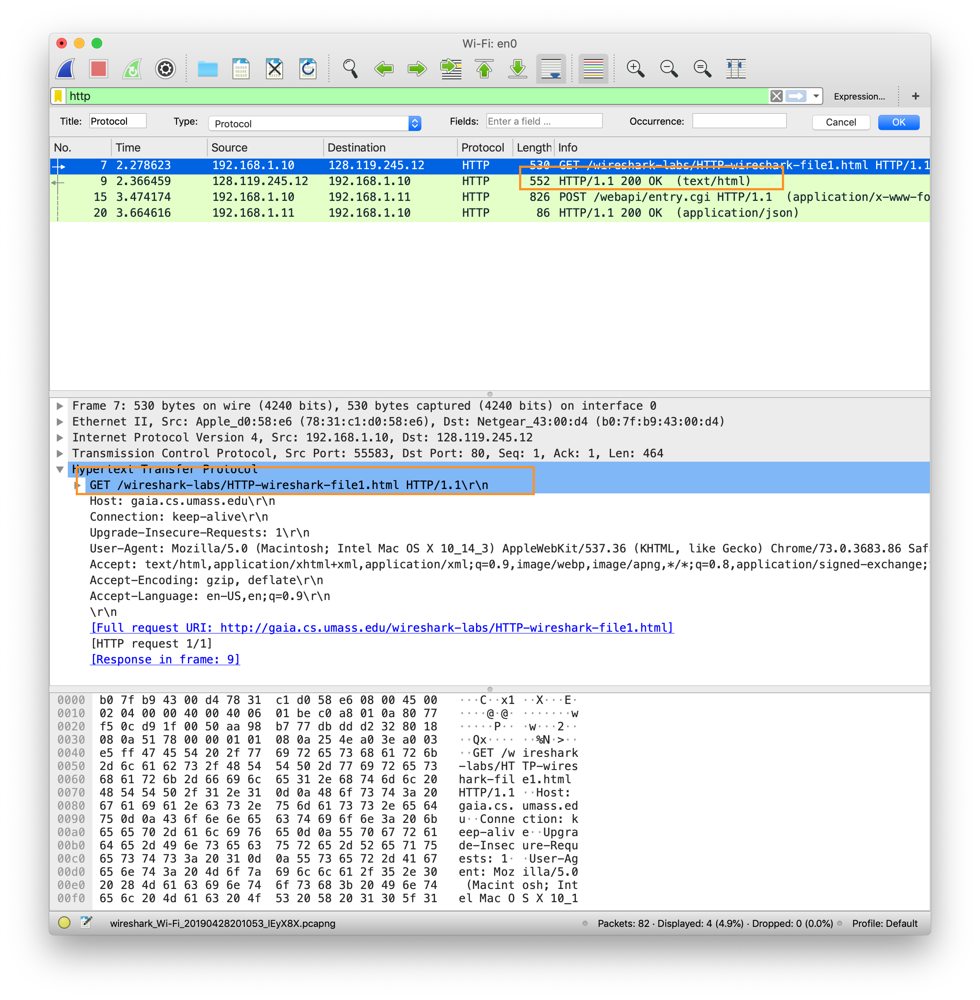 Wi-Fi: en0
http Expression... +
Title: Protocol Type: Protocol Fields: Enter a field ... Occurrence: Cancel OK
No. Time Source Destination Protocol Length Info
7 2.278623 192.168.1.10 128.119.245.12 HTTP 530 GET /wireshark-labs/HTTP-wireshark-file1.html HTTP/1.1
9 2.366459 128.119.245.12 192.168.1.10 HTTP 552 HTTP/1.1 200 OK (text/html)
15 3.474174 192.168.1.10 192.168.1.11 HTTP 826 POST /webapi/entry.cgi HTTP/1.1 (application/x-www-fo
20 3.664616 192.168.1.11 192.168.1.10 HTTP 86 HTTP/1.1 200 OK (application/json)
Frame 7: 530 bytes on wire (4240 bits), 530 bytes captured (4240 bits) on interface 0
Ethernet II, Src: Apple_d0:58:e6 (78:31:c1:d0:58:e6), Dst: Netgear_43:00:d4 (b0:7f:b9:43:00:d4)
Internet Protocol Version 4, Src: 192.168.1.10, Dst: 128.119.245.12
Transmission Control Protocol, Src Port: 55583, Dst Port: 80, Seq: 1, Ack: 1, Len: 464
Hypertext Transfer Protocol
GET /wireshark-labs/HTTP-wireshark-file1.html HTTP/1.1\r\n
Host: gaia.cs.umass.edu\r\n
Connection: keep-alive\r\n
Upgrade-Insecure-Requests: 1\r\n
User-Agent: Mozilla/5.0 (Macintosh; Intel Mac OS X 10_14_3) AppleWebKit/537.36 (KHTML, like Gecko) Chrome/73.0.3683.86 Saf
Accept: text/html,application/xhtml+xml,application/xml;q=0.9,image/webp,image/apng,*/*;q=0.8,application/signed-exchange;
Accept-Encoding: gzip, deflate\r\n
Accept-Language: en-US,en;q=0.9\r\n
\r\n
[Full request URI: http://gaia.cs.umass.edu/wireshark-labs/HTTP-wireshark-file1.html]
[HTTP request 1/1]
[Response in frame: 9]
0000 b0 7f b9 43 00 d4 78 31 c1 d0 58 e6 08 00 45 00 ···C··x1 ··X···E·
0010 02 04 00 00 40 00 40 06 01 be c0 a8 01 0a 80 77 ····@·@· ·······w
0020 f5 0c d9 1f 00 50 aa 98 b7 77 db dd d2 32 80 18 ·····P·· ·w···2··
0030 08 0a 51 78 00 00 01 01 08 0a 25 4e a0 3e a0 03 ··Qx···· ··%N·>··
0040 e5 ff 47 45 54 20 2f 77 69 72 65 73 68 61 72 6b ··GET /w ireshark
0050 2d 6c 61 62 73 2f 48 54 54 50 2d 77 69 72 65 73 -labs/HT TP-wires
0060 68 61 72 6b 2d 66 69 6c 65 31 2e 68 74 6d 6c 20 hark-fil e1.html
0070 48 54 54 50 2f 31 2e 31 0d 0a 48 6f 73 74 3a 20 HTTP/1.1 ··Host:
0080 67 61 69 61 2e 63 73 2e 75 6d 61 73 73 2e 65 64 gaia.cs. umass.ed
0090 75 0d 0a 43 6f 6e 6e 65 63 74 69 6f 6e 3a 20 6b u··Conne ction: k
00a0 65 65 70 2d 61 6c 69 76 65 0d 0a 55 70 67 72 61 eep-aliv e··Upgra
00b0 64 65 2d 49 6e 73 65 63 75 72 65 2d 52 65 71 75 de-Insec ure-Requ
00c0 65 73 74 73 3a 20 31 0d 0a 55 73 65 72 2d 41 67 ests: 1· ·User-Ag
00d0 65 6e 74 3a 20 4d 6f 7a 69 6c 6c 61 2f 35 2e 30 ent: Moz illa/5.0
00e0 20 28 4d 61 63 69 6e 74 6f 73 68 3b 20 49 6e 74 (Macint osh; Int
00f0 65 6c 20 4d 61 63 20 4f 53 20 58 20 31 30 5f 31 el Mac O S X 10_1
wireshark_Wi-Fi_20190428201053_lEyX8X.pcapng Packets: 82 · Displayed: 4 (4.9%) · Dropped: 0 (0.0%) Profile: Default